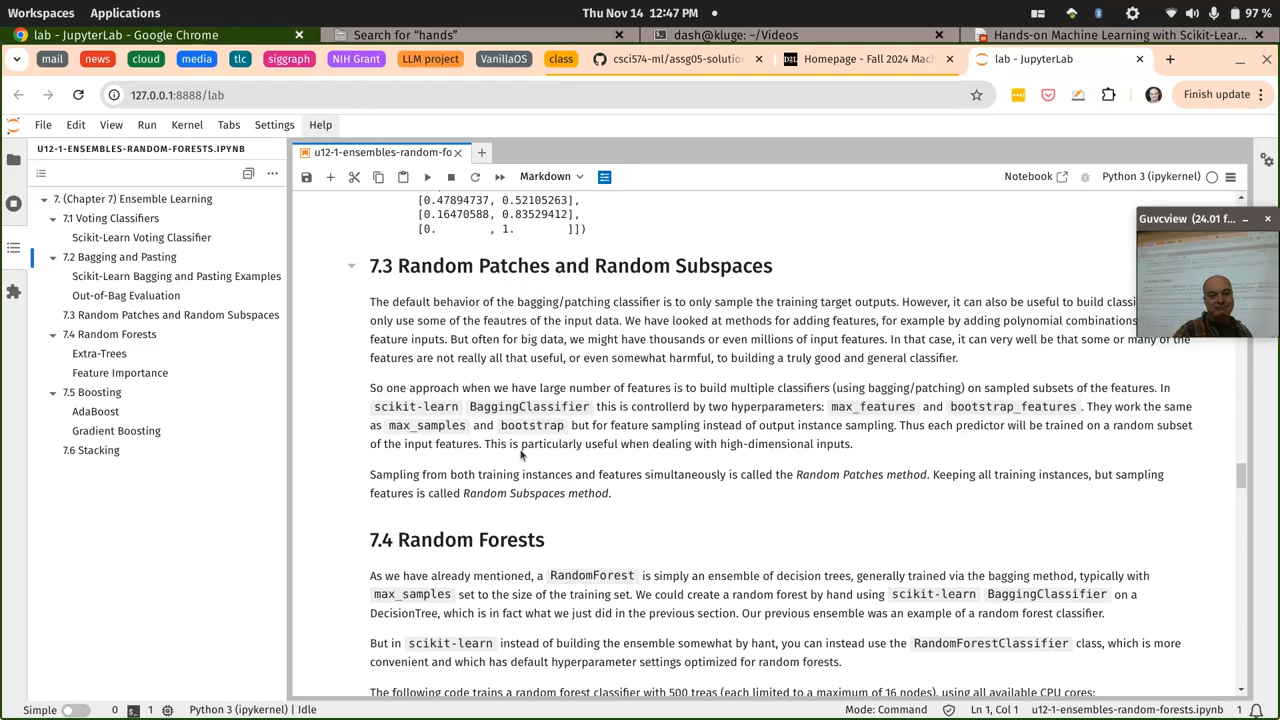 Workspaces Applications Thu Nov 14 12:47 PM 97 %
lab - JupyterLab - Google Chrome Search for “hands” dash@kluge: ~/Videos Hands-on Machine Learning with Scikit-Lear...
mail news cloud media tlc siggraph NIH Grant LLM project VanillaOS class csci574-ml/assg05-solutio Homepage - Fall 2024 Mac lab - JupyterLab
127.0.0.1:8888/lab Finish update
File Edit View Run Kernel Tabs Settings Help
U12-1-ENSEMBLES-RANDOM-FORESTS.IPYNB
u12-1-ensembles-random-fo
Markdown Notebook Python 3 (ipykernel)
7. (Chapter 7) Ensemble Learning
7.1 Voting Classifiers
Scikit-Learn Voting Classifier
7.2 Bagging and Pasting
Scikit-Learn Bagging and Pasting Examples
Out-of-Bag Evaluation
7.3 Random Patches and Random Subspaces
7.4 Random Forests
Extra-Trees
Feature Importance
7.5 Boosting
AdaBoost
Gradient Boosting
7.6 Stacking
[0.47894737, 0.52105263],
[0.16470588, 0.83529412],
[0. , 1. ]])
Guvcview (24.01 f...
7.3 Random Patches and Random Subspaces
The default behavior of the bagging/patching classifier is to only sample the training target outputs. However, it can also be useful to build classi
only use some of the feautres of the input data. We have looked at methods for adding features, for example by adding polynomial combinations
feature inputs. But often for big data, we might have thousands or even millions of input features. In that case, it can very well be that some or many of the
features are not really all that useful, or even somewhat harmful, to building a truly good and general classifier.
So one approach when we have large number of features is to build multiple classifiers (using bagging/patching) on sampled subsets of the features. In
scikit-learn BaggingClassifier this is controllerd by two hyperparameters: max_features and bootstrap_features. They work the same
as max_samples and bootstrap but for feature sampling instead of output instance sampling. Thus each predictor will be trained on a random subset
of the input features. This is particularly useful when dealing with high-dimensional inputs.
Sampling from both training instances and features simultaneously is called the Random Patches method. Keeping all training instances, but sampling
features is called Random Subspaces method.
7.4 Random Forests
As we have already mentioned, a RandomForest is simply an ensemble of decision trees, generally trained via the bagging method, typically with
max_samples set to the size of the training set. We could create a random forest by hand using scikit-learn BaggingClassifier on a
DecisionTree, which is in fact what we just did in the previous section. Our previous ensemble was an example of a random forest classifier.
But in scikit-learn instead of building the ensemble somewhat by hant, you can instead use the RandomForestClassifier class, which is more
convenient and which has default hyperparameter settings optimized for random forests.
The following code trains a random forest classifier with 500 treas (each limited to a maximum of 16 nodes), using all available CPU cores:
Simple 0 1 Python 3 (ipykernel) | Idle Mode: Command Ln 1, Col 1 u12-1-ensembles-random-forests.ipynb 1